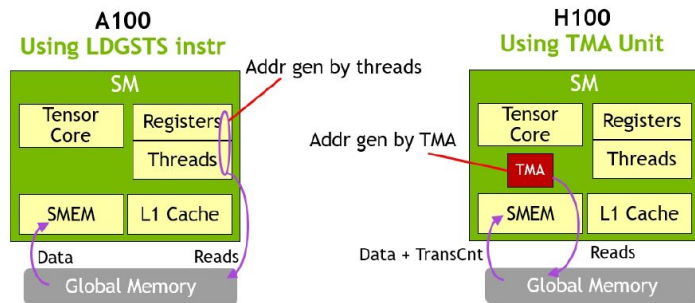 A100
Using LDGSTS instr
SM
Tensor
Core
Registers
Threads
SMEM
L1 Cache
Data
Reads
Global Memory
Addr gen by threads
Addr gen by TMA
H100
Using TMA Unit
SM
Tensor
Core
Registers
Threads
TMA
SMEM
L1 Cache
Data + TransCnt
Reads
Global Memory